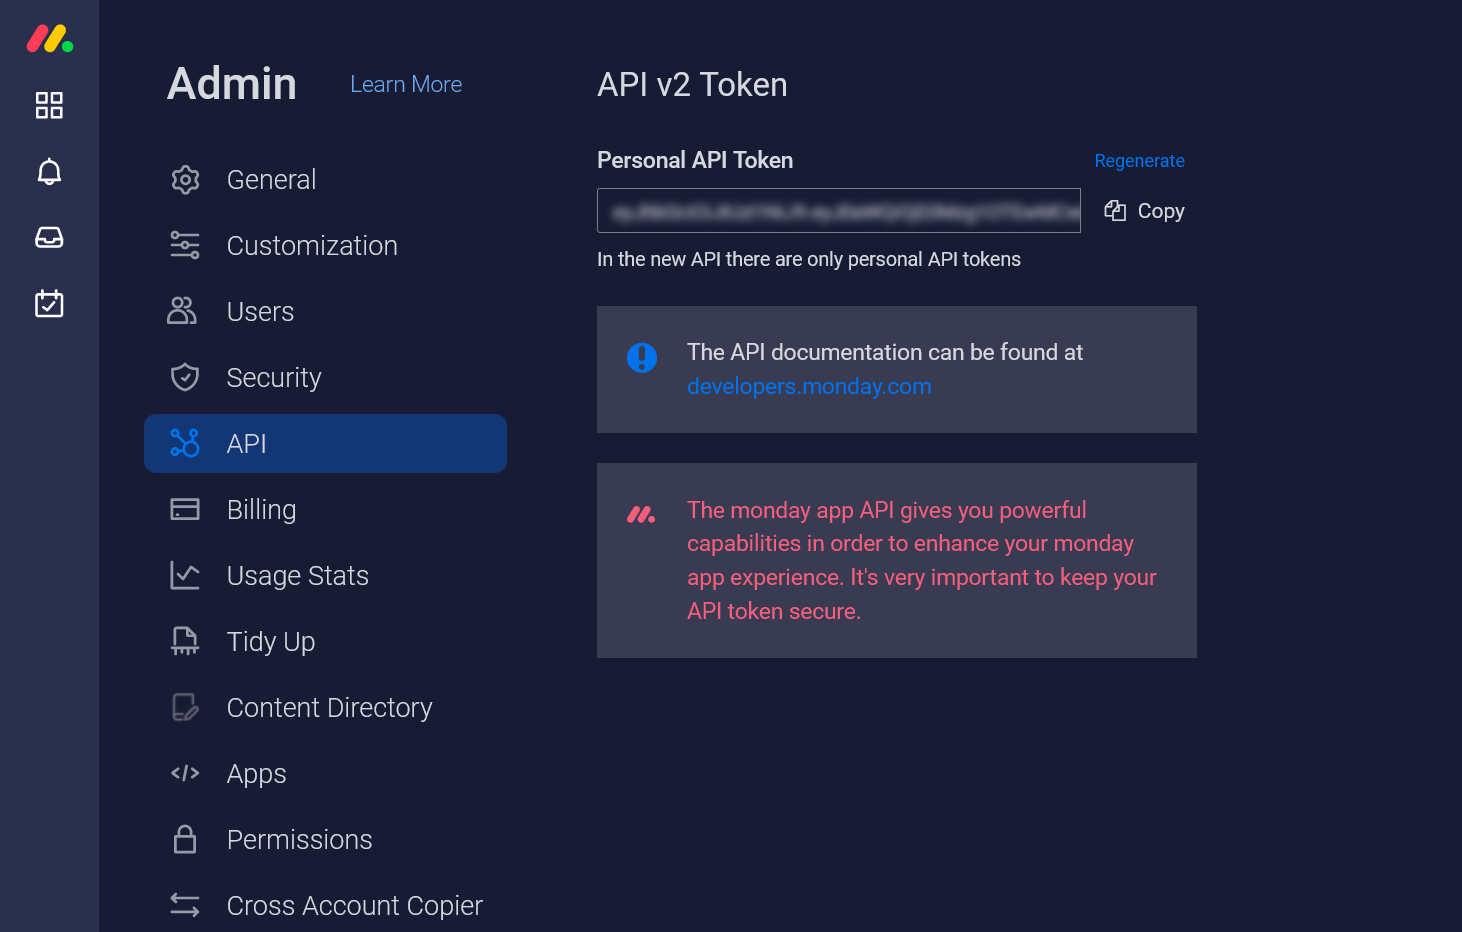 Admin
Learn More
General
Customization
Users
Security
API
Billing
Usage Stats
Tidy Up
Content Directory
Apps
Permissions
Cross Account Copier
API v2 Token
Personal API Token
Regenerate
Copy
In the new API there are only personal API tokens
The API documentation can be found at
developers.monday.com
The monday app API gives you powerful
capabilities in order to enhance your monday
app experience. It's very important to keep your
API token secure.